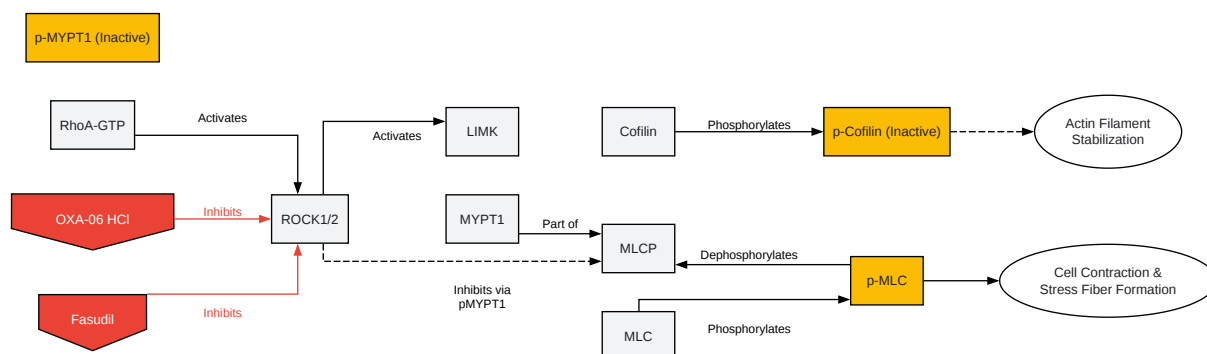 p-MYPT1 (Inactive)
RhoA-GTP
Activates
LIMK
Activates
Cofilin
Phosphorylates
p-Cofilin (Inactive)
Actin Filament
Stabilization
OXA-06 HCl
Inhibits
ROCK1/2
MYPT1
Part of
MLCP
Dephosphorylates
p-MLC
Cell Contraction &
Stress Fiber Formation
Inhibits via
pMYPT1
Fasudil
Inhibits
MLC
Phosphorylates